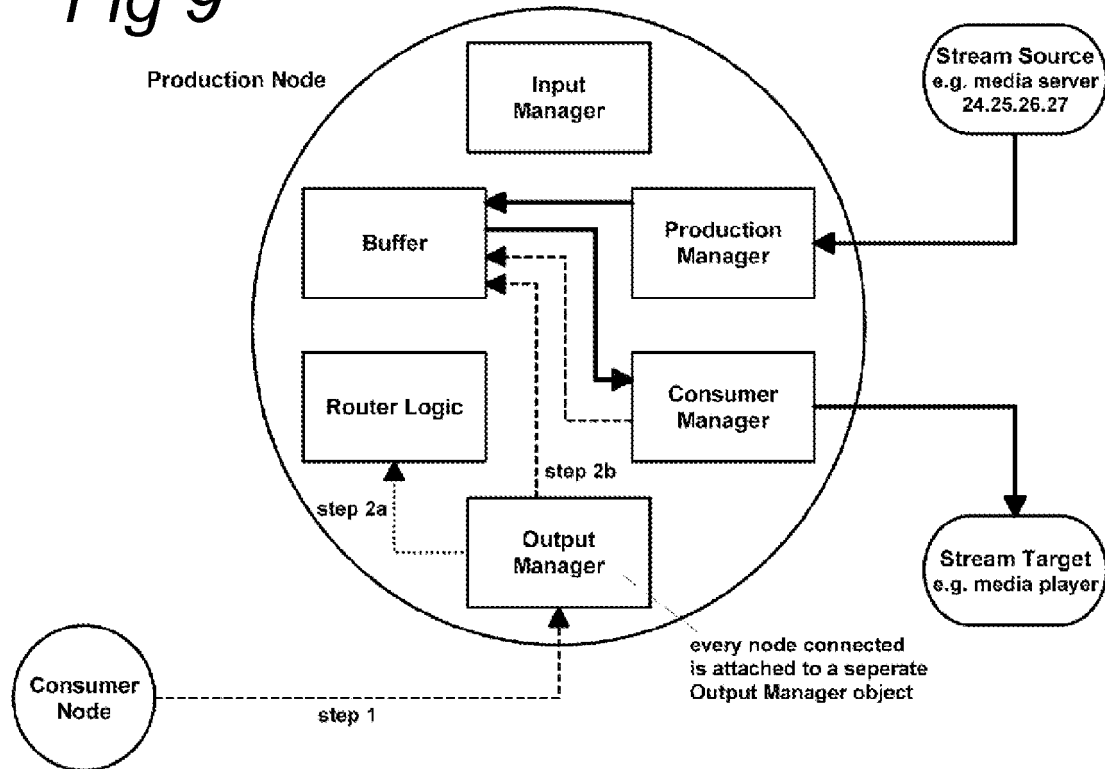 Fig 9
Production Node
Input
Manager
Stream Source
e.g. media server
24.25.26.27
Buffer
Production
Manager
Router Logic
Consumer
Manager
step 2b
step 2a
Output
Manager
Stream Target
e.g. media player
every node connected
is attached to a seperate
Output Manager object
Consumer
Node
step 1